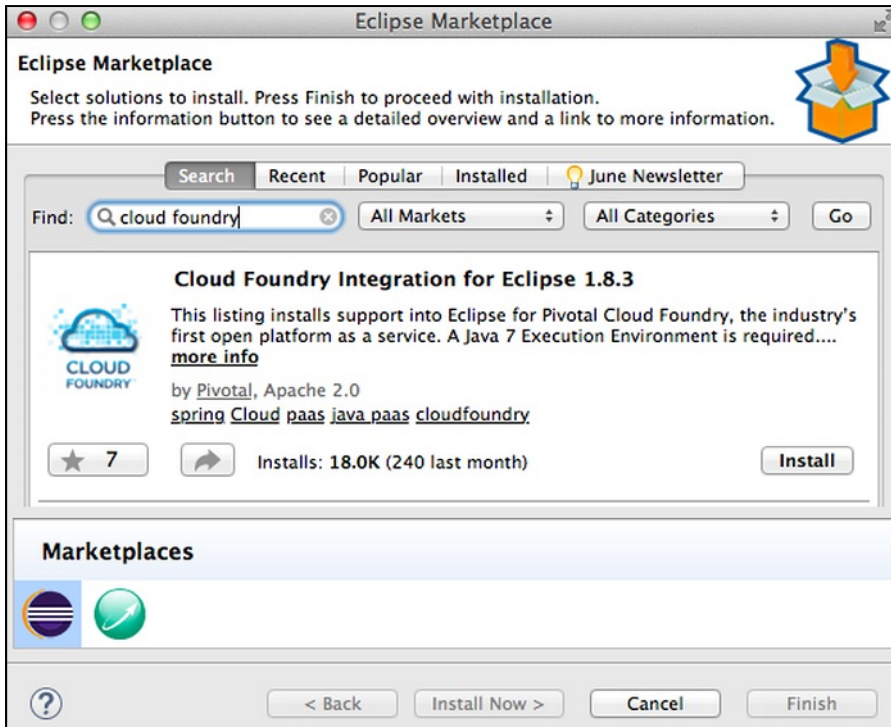 Eclipse Marketplace
Eclipse Marketplace
Select solutions to install. Press Finish to proceed with installation.
Press the information button to see a detailed overview and a link to more information.
Search Recent Popular Installed June Newsletter
Find: cloud foundry All Markets All Categories Go
Cloud Foundry Integration for Eclipse 1.8.3
This listing installs support into Eclipse for Pivotal Cloud Foundry, the industry's
first open platform as a service. A Java 7 Execution Environment is required....
more info
CLOUD
FOUNDRY
by Pivotal, Apache 2.0
spring Cloud paas java paas cloudfoundry
7 Installs: 18.0K (240 last month) Install
Marketplaces
? < Back Install Now > Cancel Finish